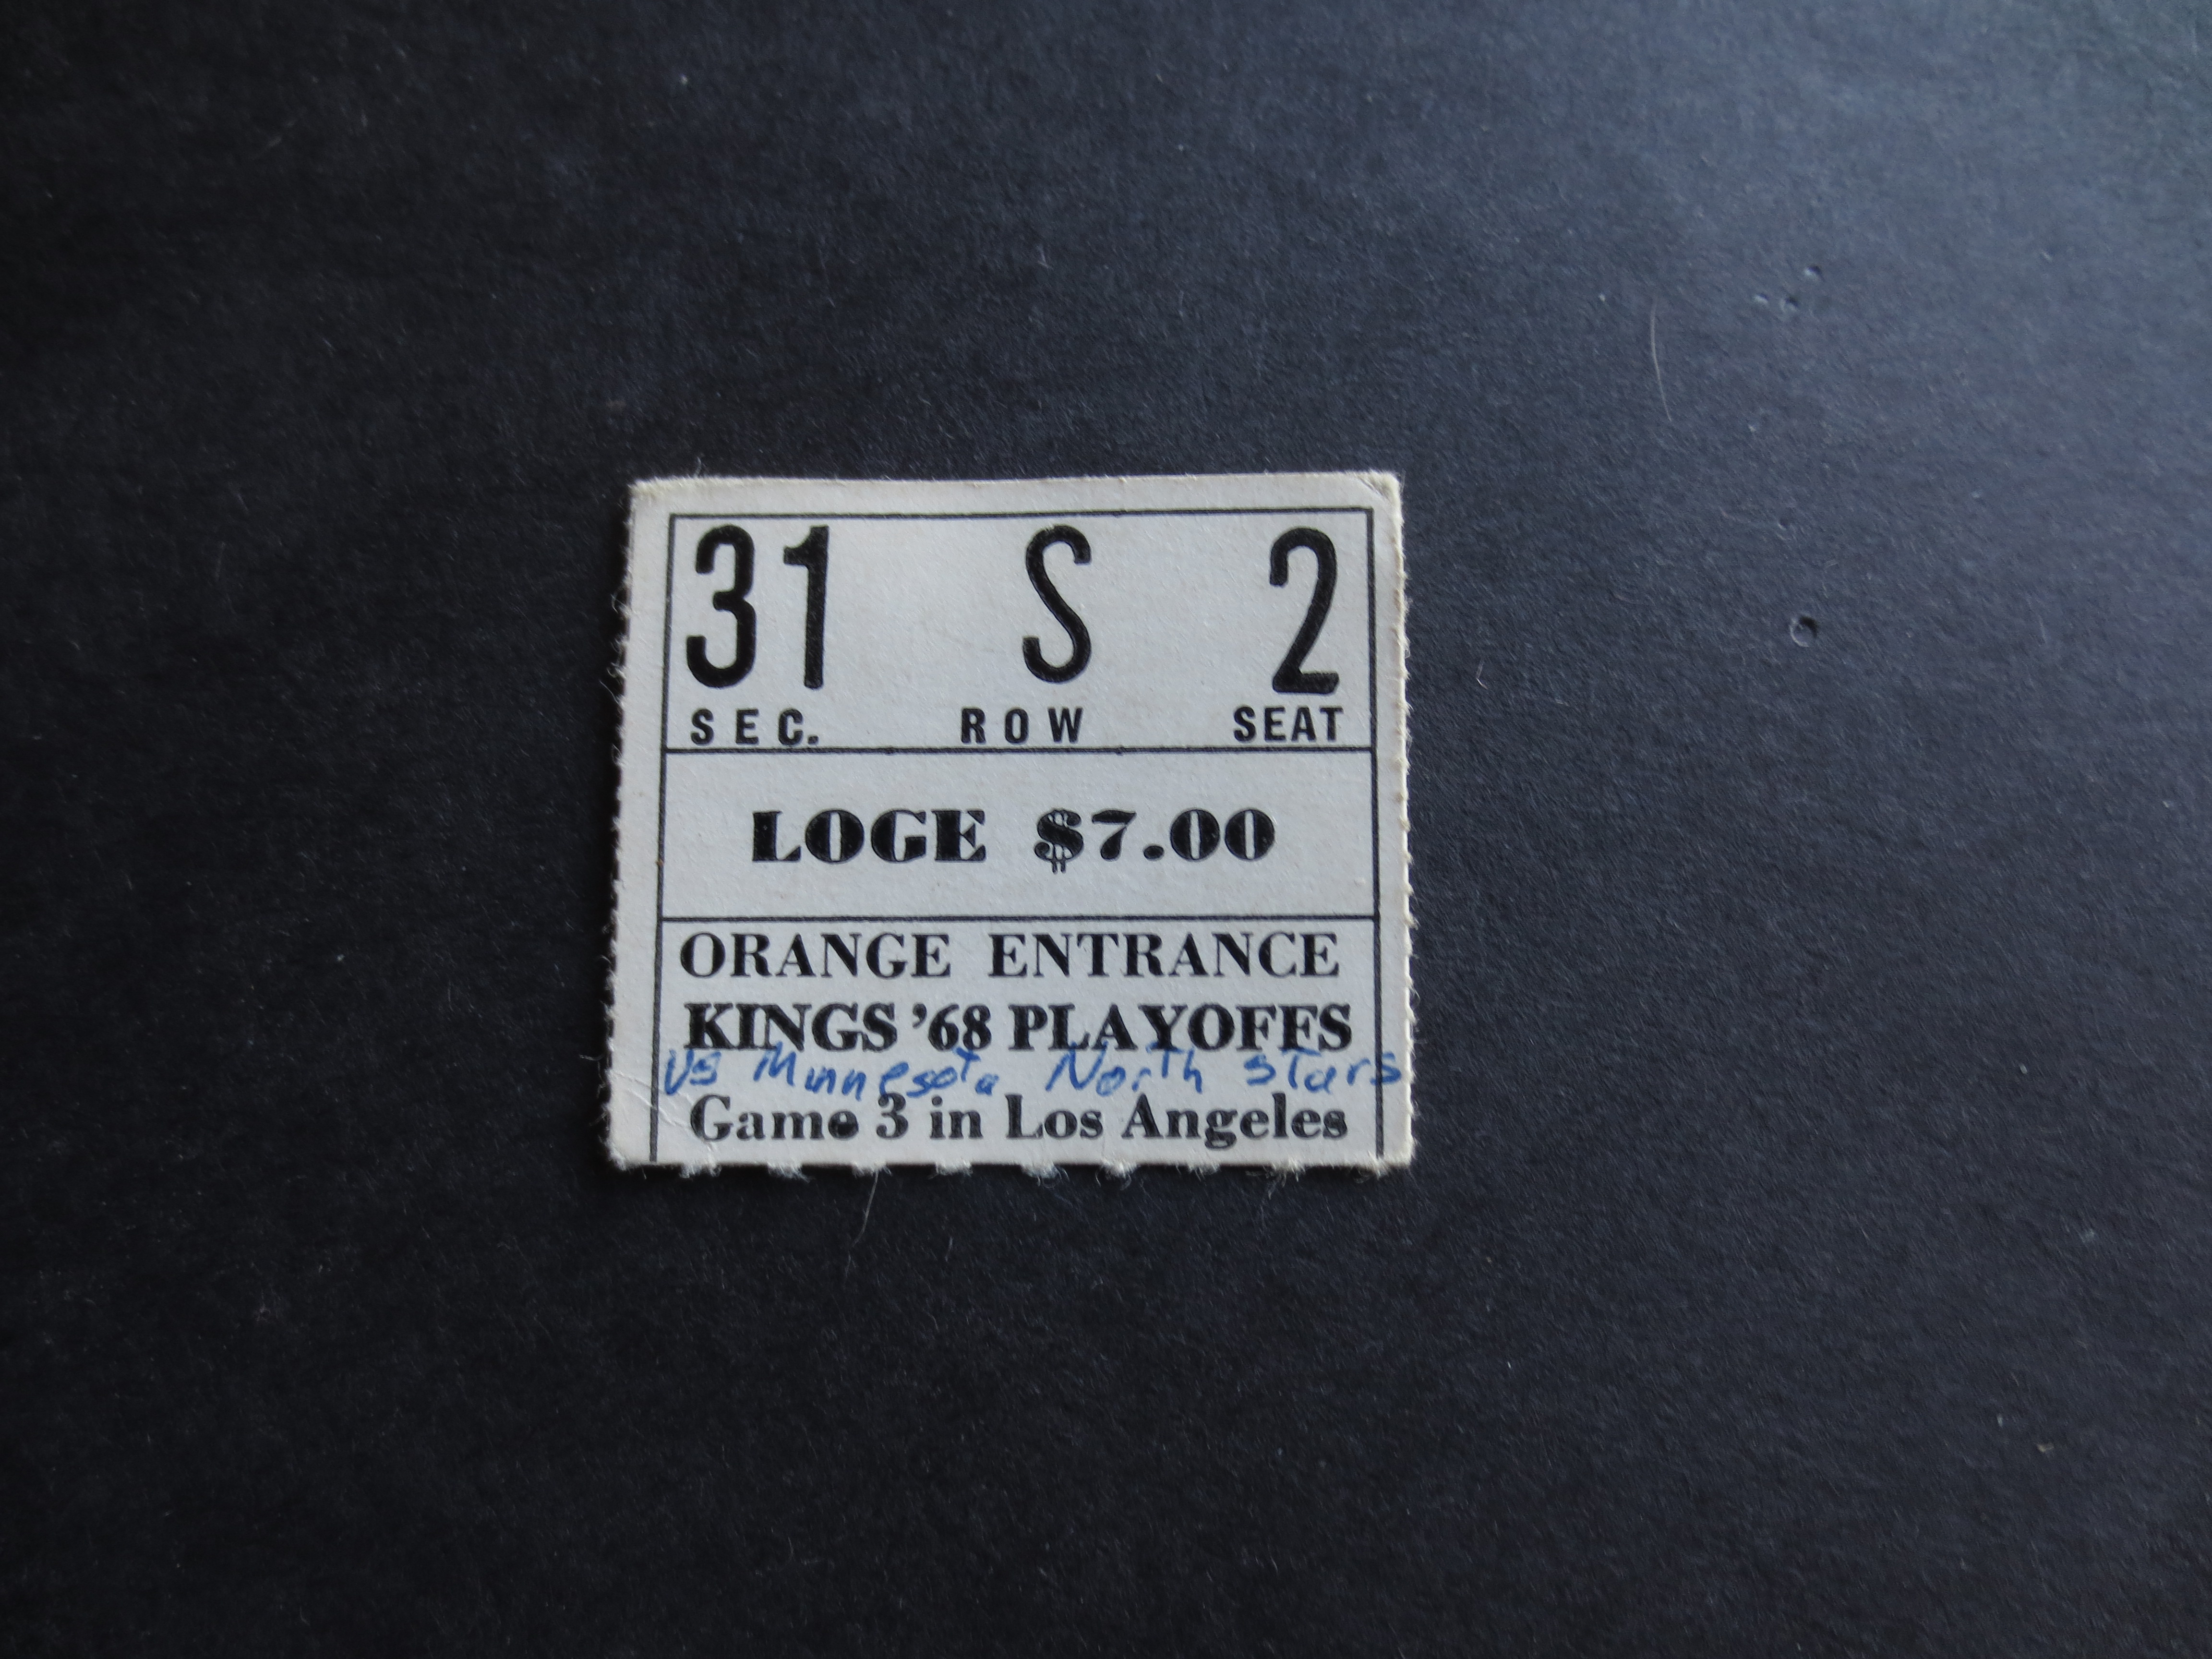 31 S 2
SEC. ROW SEAT
LOGE $7.00
ORANGE ENTRANCE
KINGS '68 PLAYOFFS
vs Minnesota North stars
Game 3 in Los Angeles